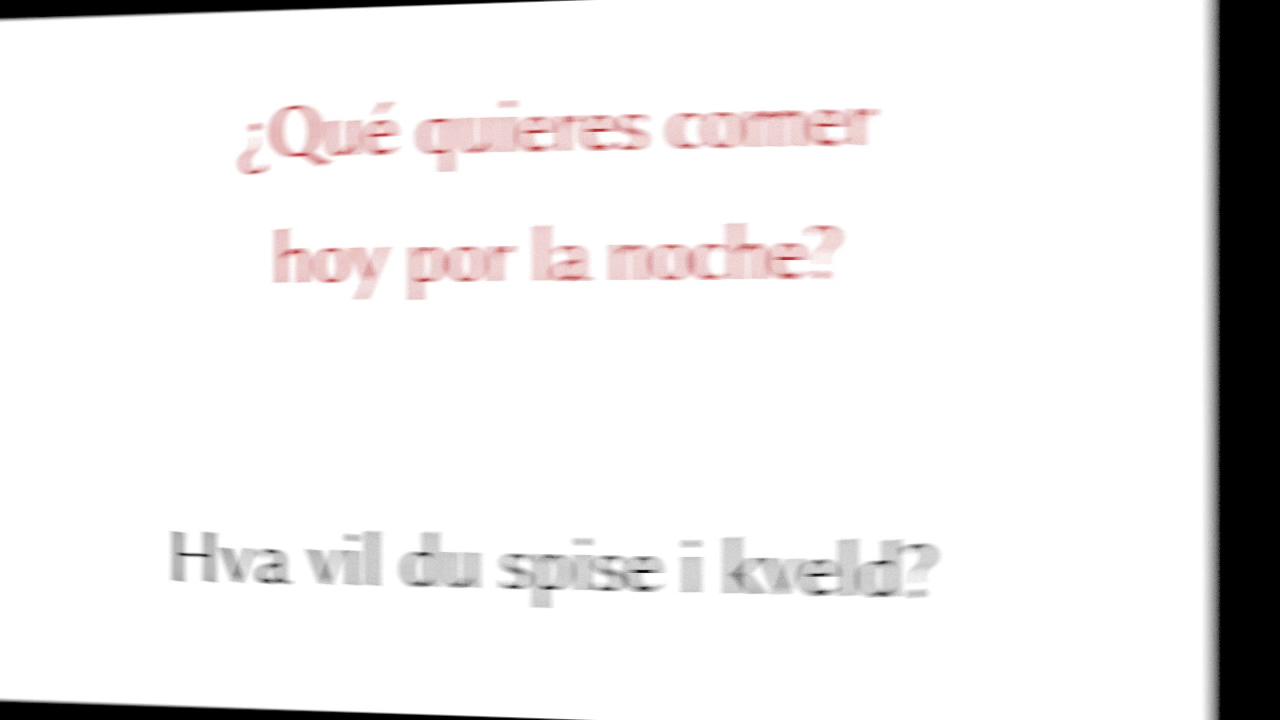 ¿Qué quieres comer
hoy por la noche?
Hva vil du spise i kveld?